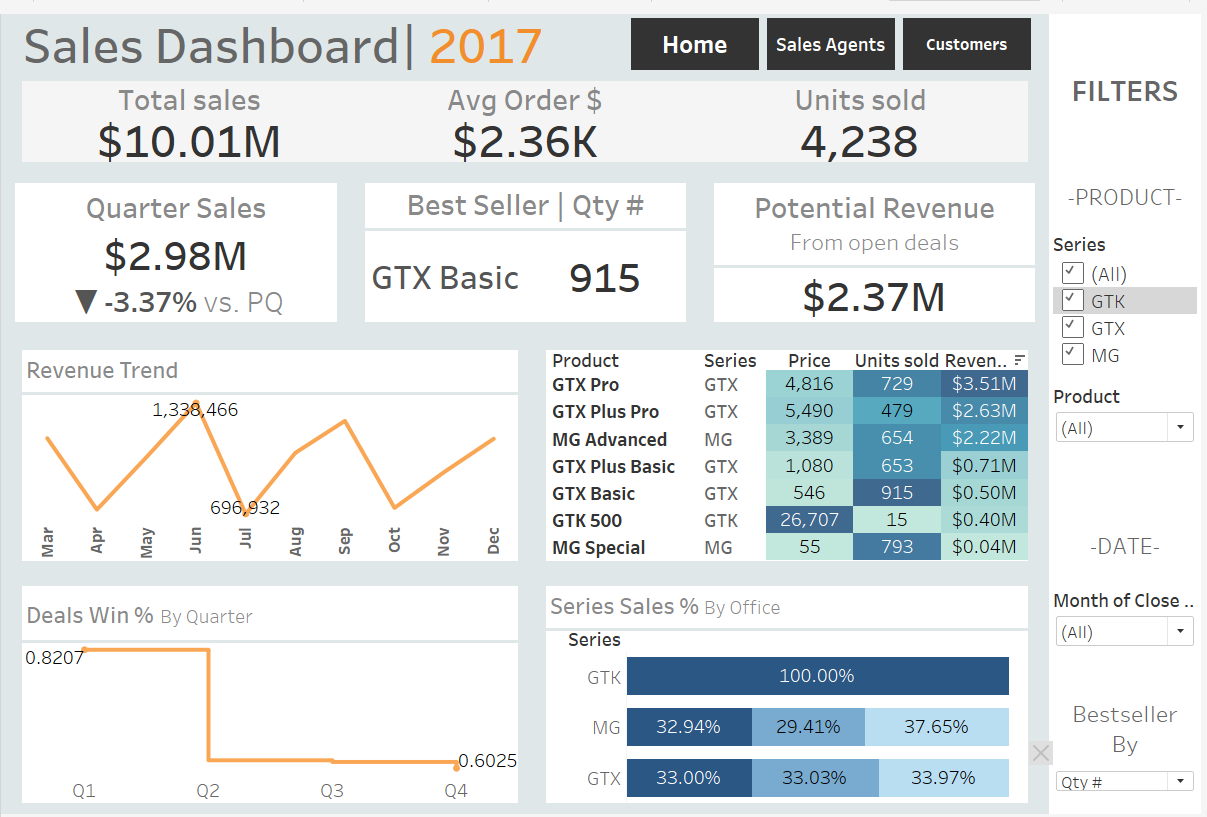 Sales Dashboard| 2017
Home
Sales Agents
Customers
Total sales
$10.01M
Avg Order $
$2.36K
Units sold
4,238
Quarter Sales
$2.98M
▼ -3.37% vs. PQ
Best Seller | Qty #
GTX Basic 915
Potential Revenue
From open deals
$2.37M
Revenue Trend
1,338,466
696,932
Mar Apr May Jun Jul Aug Sep Oct Nov Dec
Product Series Price Units sold Reven..
GTX Pro GTX 4,816 729 $3.51M
GTX Plus Pro GTX 5,490 479 $2.63M
MG Advanced MG 3,389 654 $2.22M
GTX Plus Basic GTX 1,080 653 $0.71M
GTX Basic GTX 546 915 $0.50M
GTK 500 GTK 26,707 15 $0.40M
MG Special MG 55 793 $0.04M
Deals Win % By Quarter
0.8207
0.6025
Q1 Q2 Q3 Q4
Series Sales % By Office
Series
GTK 100.00%
MG 32.94% 29.41% 37.65%
GTX 33.00% 33.03% 33.97%
FILTERS
-PRODUCT-
Series
(All)
GTK
GTX
MG
Product
(All)
-DATE-
Month of Close ..
(All)
Bestseller
By
Qty #